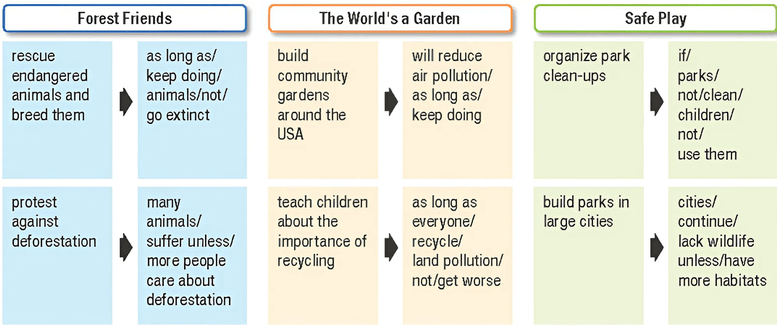 Forest Friends
rescue
endangered
animals and
breed them
as long as/
keep doing/
animals/not/
go extinct
protest
against
deforestation
many
animals/
suffer unless/
more people
care about
deforestation
The World's a Garden
build
community
gardens
around the
USA
will reduce
air pollution/
as long as/
keep doing
teach children
about the
importance of
recycling
as long as
everyone/
recycle/
land pollution/
not/get worse
Safe Play
organize park
clean-ups
if/
parks/
not/clean/
children/
not/
use them
build parks in
large cities
cities/
continue/
lack wildlife
unless/have
more habitats